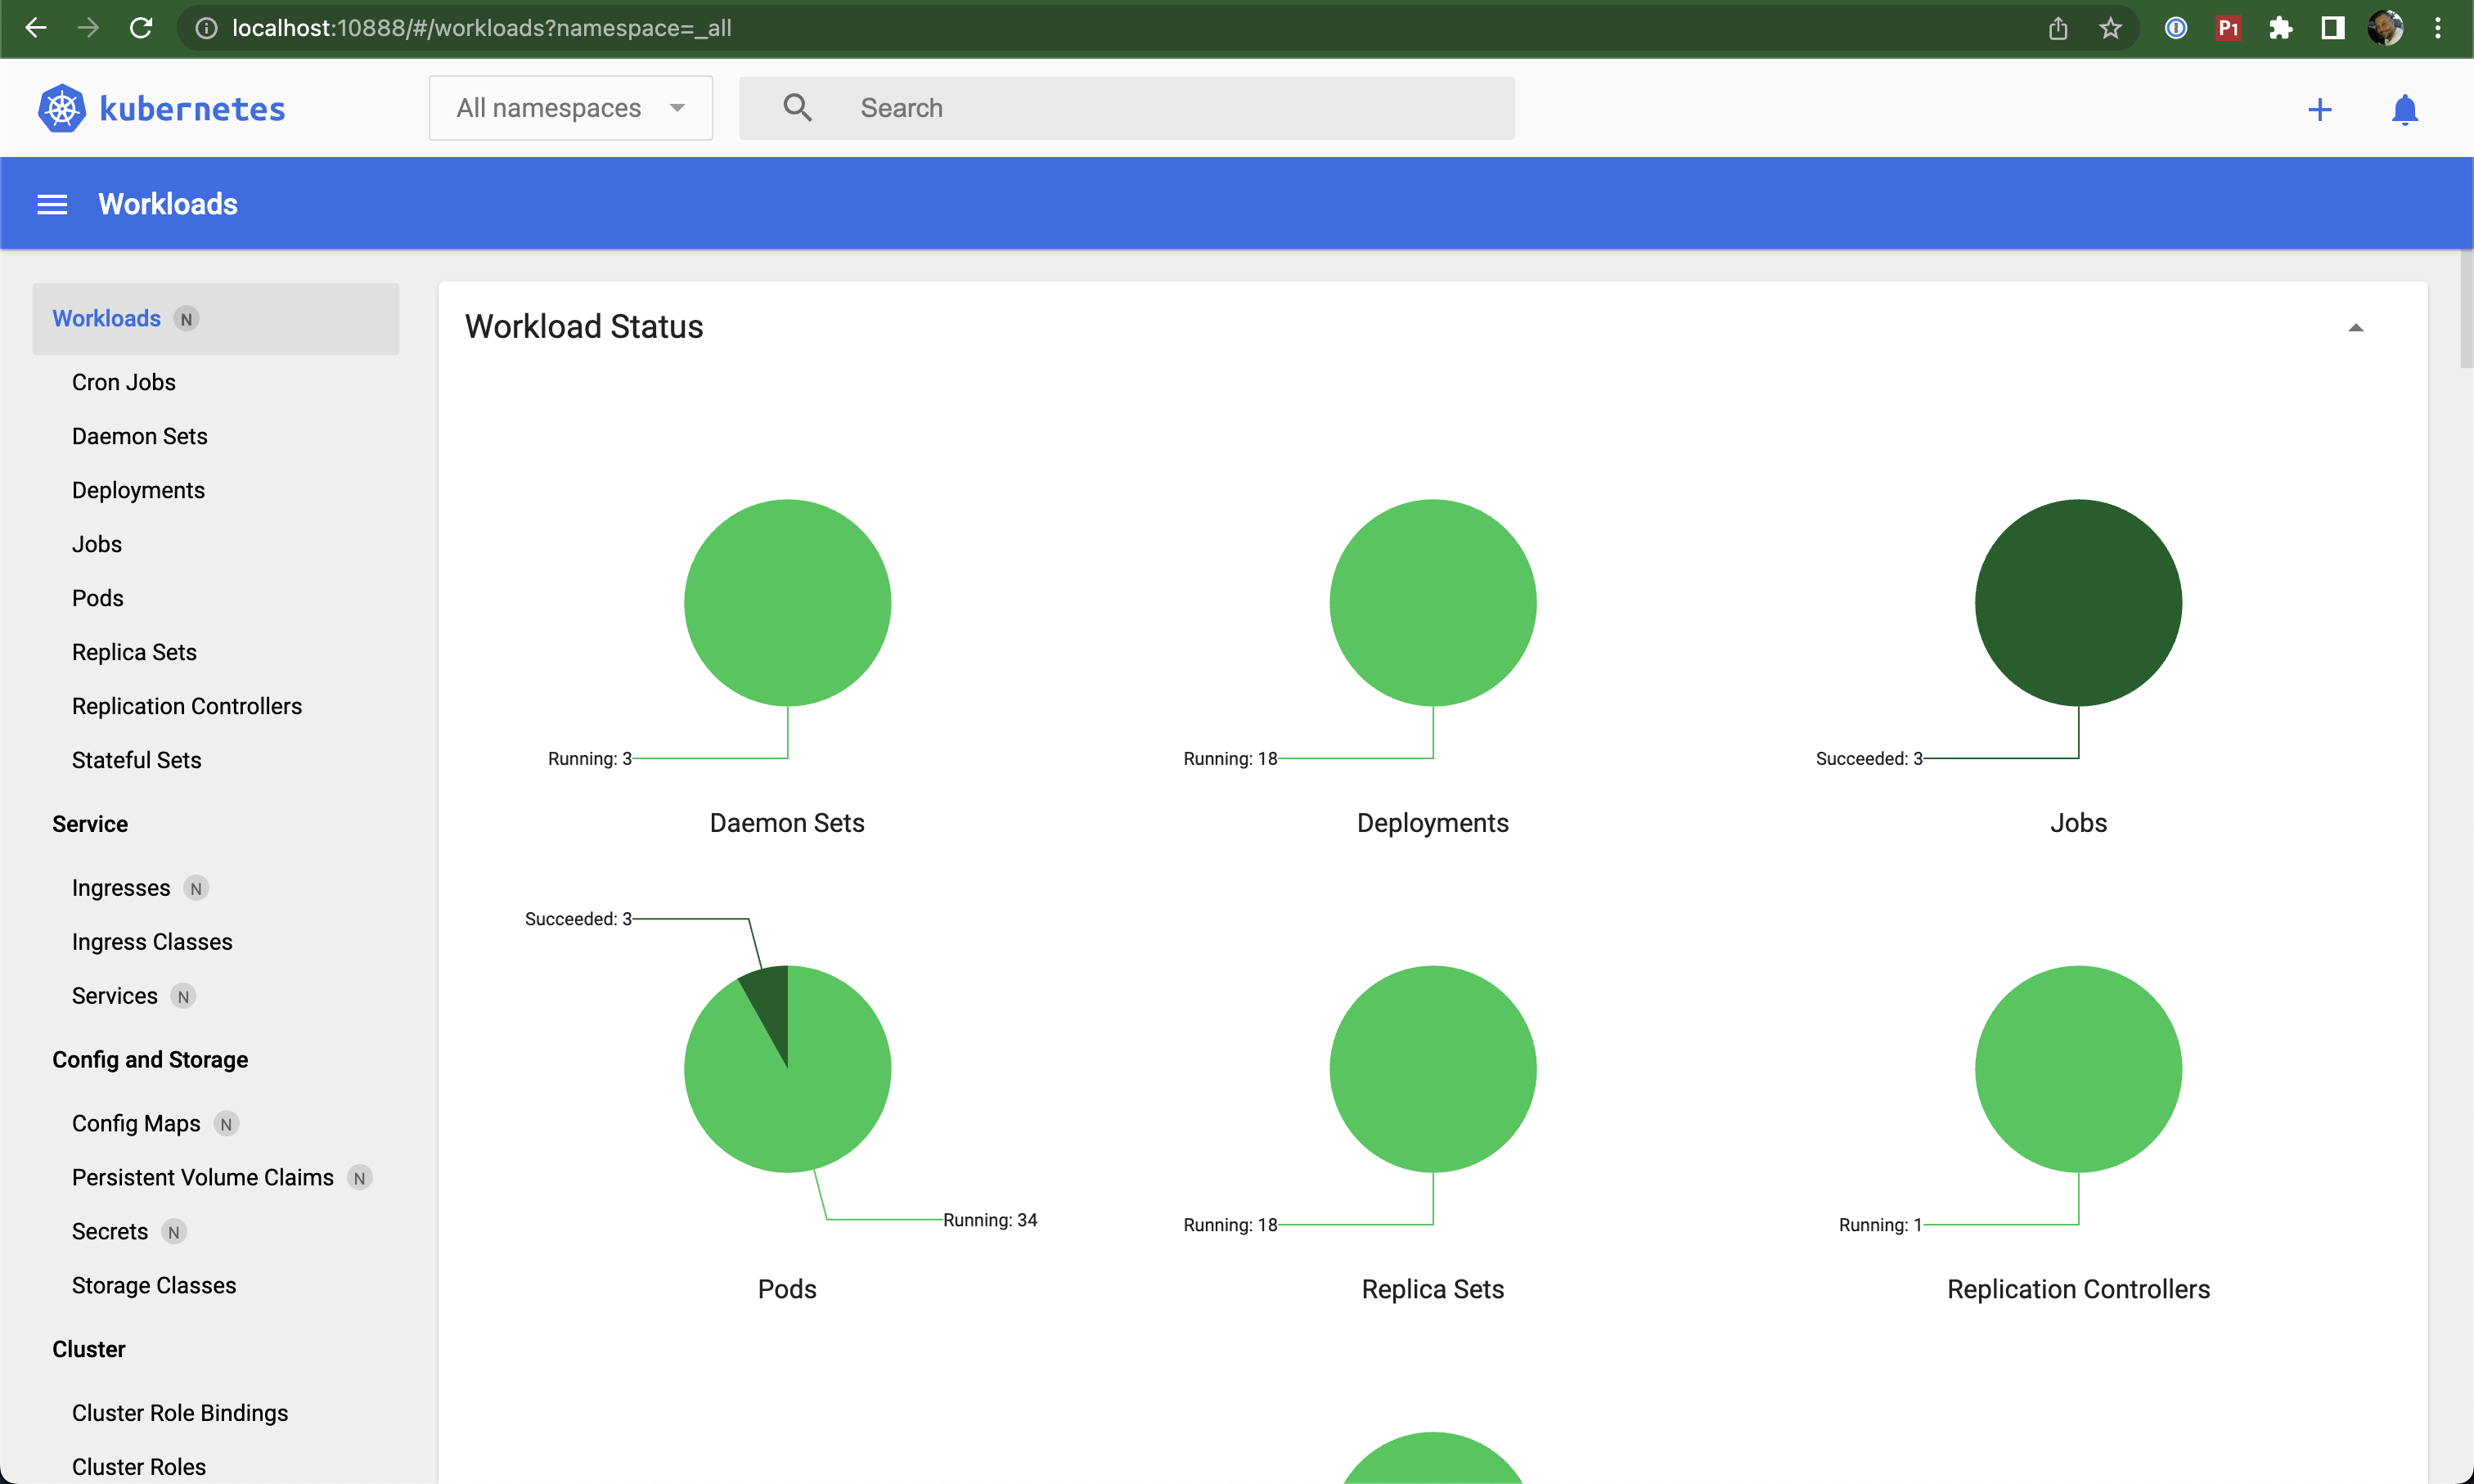 localhost:10888/#/workloads?namespace=_all
P1
kubernetes
All namespaces
Search
Workloads
Workloads N
Cron Jobs
Daemon Sets
Deployments
Jobs
Pods
Replica Sets
Replication Controllers
Stateful Sets
Service
Ingresses N
Ingress Classes
Services N
Config and Storage
Config Maps N
Persistent Volume Claims N
Secrets N
Storage Classes
Cluster
Cluster Role Bindings
Cluster Roles
Workload Status
Running: 3
Daemon Sets
Running: 18
Deployments
Succeeded: 3
Jobs
Succeeded: 3
Running: 34
Pods
Running: 18
Replica Sets
Running: 1
Replication Controllers